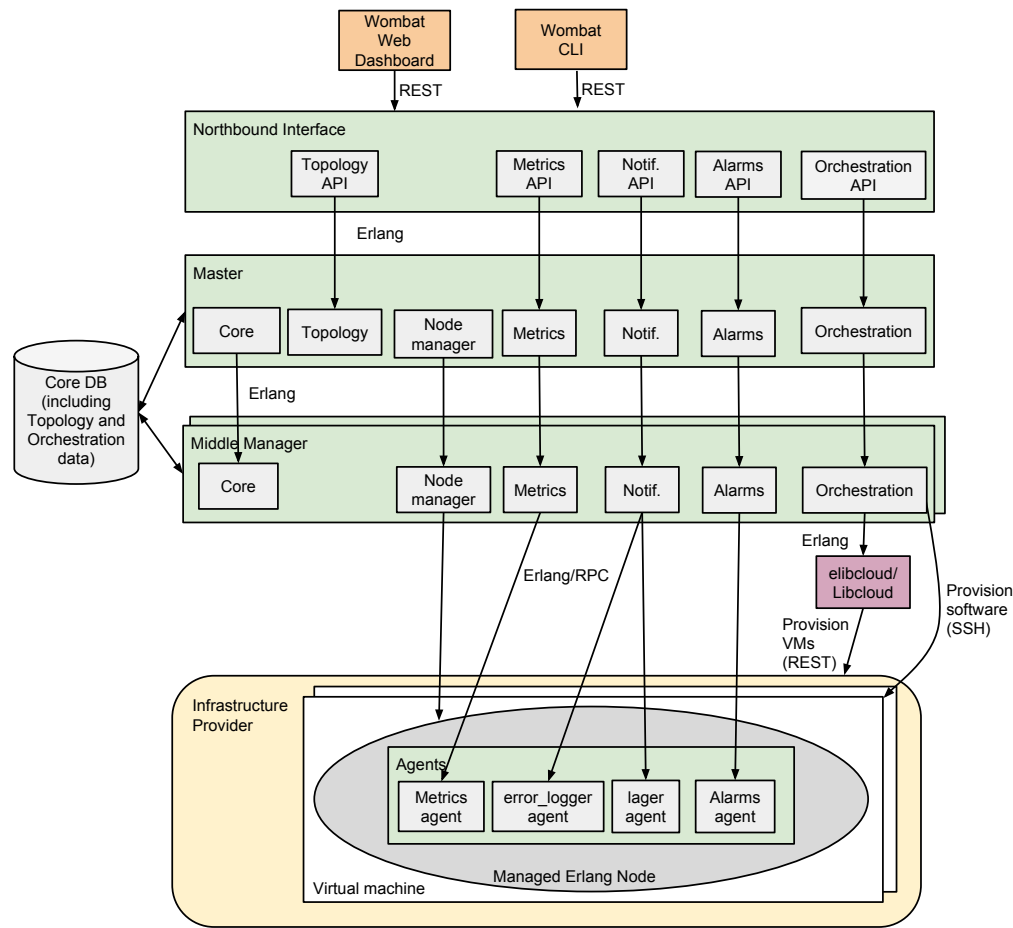 Wombat
Web
Dashboard
Wombat
CLI
REST
REST
Northbound Interface
Topology
API
Metrics
API
Notif.
API
Alarms
API
Orchestration
API
Erlang
Master
Core
Topology
Node
manager
Metrics
Notif.
Alarms
Orchestration
Core DB
(including
Topology and
Orchestration
data)
Erlang
Middle Manager
Core
Node
manager
Metrics
Notif.
Alarms
Orchestration
Erlang
Erlang/RPC
elibcloud/
Libcloud
Provision
software
(SSH)
Provision
VMs
(REST)
Infrastructure
Provider
Agents
Metrics
agent
error_logger
agent
lager
agent
Alarms
agent
Managed Erlang Node
Virtual machine